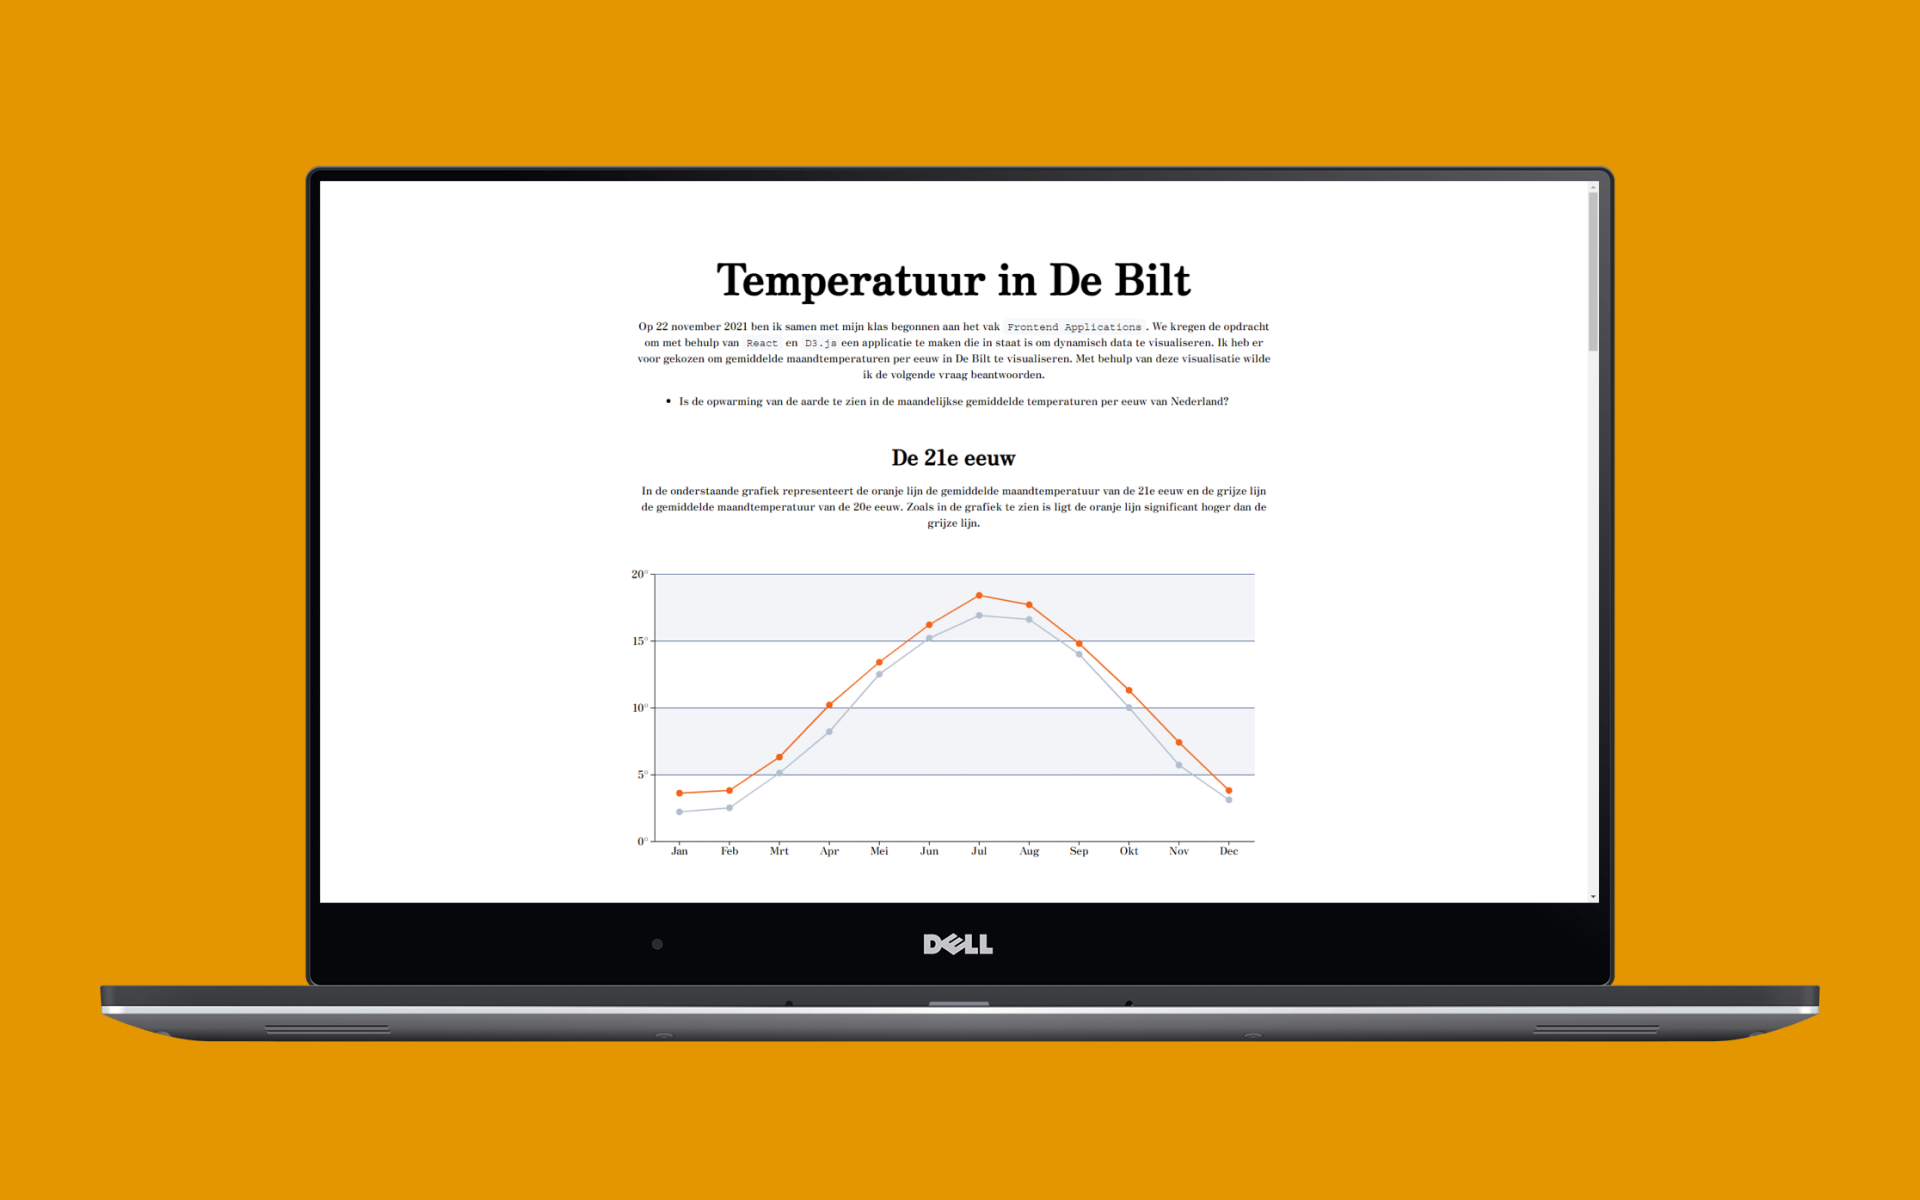 Temperatuur in De Bilt
Op 22 november 2021 ben ik samen met mijn klas begonnen aan het vak Frontend Applications. We kregen de opdracht
om met behulp van React en D3.js een applicatie te maken die in staat is om dynamisch data te visualiseren. Ik heb er
voor gekozen om gemiddelde maandtemperaturen per eeuw in De Bilt te visualiseren. Met behulp van deze visualisatie wilde
ik de volgende vraag beantwoorden.
• Is de opwarming van de aarde te zien in de maandelijkse gemiddelde temperaturen per eeuw van Nederland?
De 21e eeuw
In de onderstaande grafiek representeert de oranje lijn de gemiddelde maandtemperatuur van de 21e eeuw en de grijze lijn
de gemiddelde maandtemperatuur van de 20e eeuw. Zoals in de grafiek te zien is ligt de oranje lijn significant hoger dan de
grijze lijn.
20°
15°
10°
5°
0°
Jan Feb Mrt Apr Mei Jun Jul Aug Sep Okt Nov Dec
DELL